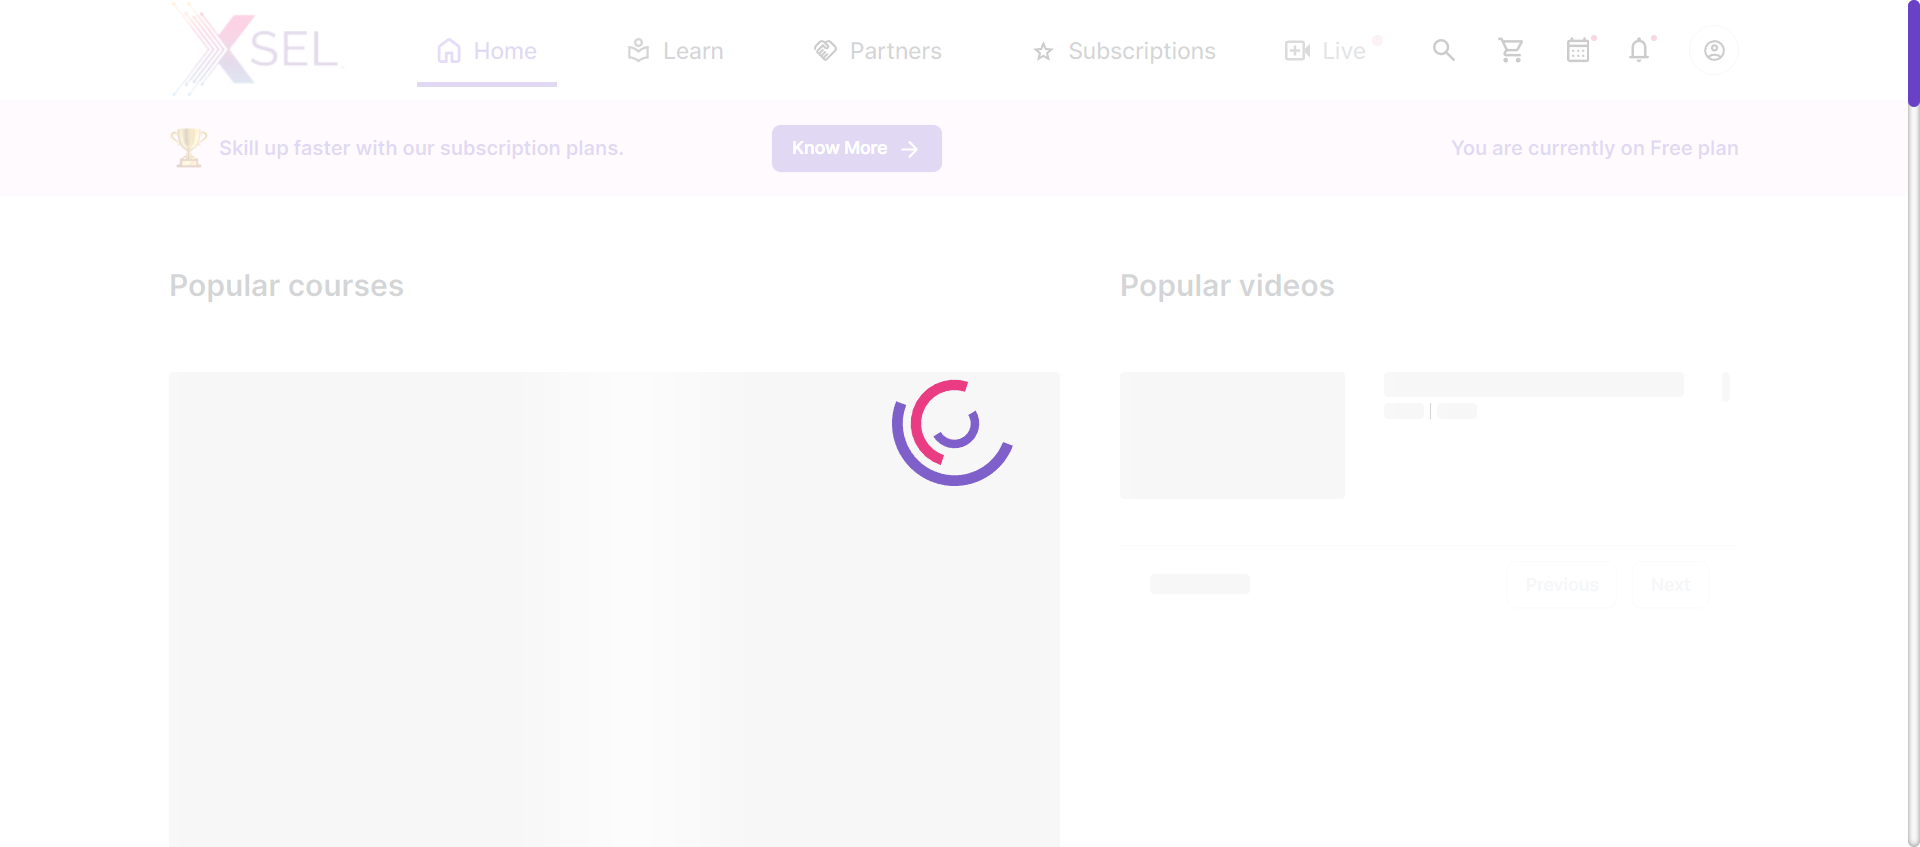 XSEL
Home
Learn
Partners
Subscriptions
Live
Skill up faster with our subscription plans.
Know More
You are currently on Free plan
Popular courses
Popular videos
Previous
Next